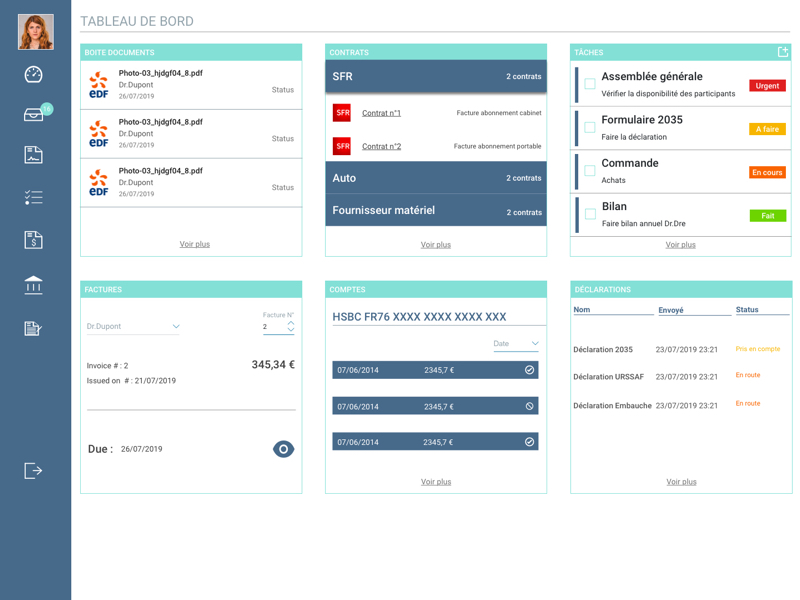 TABLEAU DE BORD
16
BOITE DOCUMENTS
Photo-03_hjdgf04_8.pdf
Dr.Dupont
26/07/2019
Status
eDF
Photo-03_hjdgf04_8.pdf
Dr.Dupont
26/07/2019
Status
eDF
Photo-03_hjdgf04_8.pdf
Dr.Dupont
26/07/2019
Status
eDF
Voir plus
CONTRATS
SFR 2 contrats
SFR Contrat n°1 Facture abonnement cabinet
SFR Contrat n°2 Facture abonnement portable
Auto 2 contrats
Fournisseur matériel 2 contrats
Voir plus
TÂCHES
Assemblée générale
Vérifier la disponibilité des participants
Urgent
Formulaire 2035
Faire la déclaration
A faire
Commande
Achats
En cours
Bilan
Faire bilan annuel Dr.Dre
Fait
Voir plus
FACTURES
Facture N°
Dr.Dupont 2
Invoice # : 2 345,34 €
Issued on # : 21/07/2019
Due : 26/07/2019
COMPTES
HSBC FR76 XXXX XXXX XXXX XXX
Date
07/06/2014 2345,7 €
07/06/2014 2345,7 €
07/06/2014 2345,7 €
Voir plus
DÉCLARATIONS
Nom Envoyé Status
Déclaration 2035 23/07/2019 23:21 Pris en compte
Déclaration URSSAF 23/07/2019 23:21 En route
Déclaration Embauche 23/07/2019 23:21 En route
Voir plus